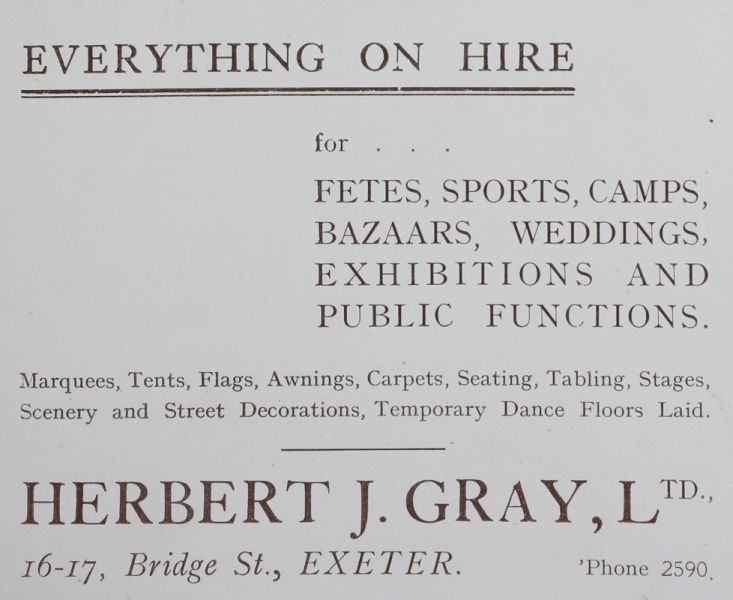 EVERYTHING ON HIRE
for . . .
FETES, SPORTS, CAMPS,
BAZAARS, WEDDINGS,
EXHIBITIONS AND
PUBLIC FUNCTIONS.
Marquees, Tents, Flags, Awnings, Carpets, Seating, Tabling, Stages,
Scenery and Street Decorations, Temporary Dance Floors Laid.
HERBERT J. GRAY, LTD.,
16-17, Bridge St., EXETER. 'Phone 2590.